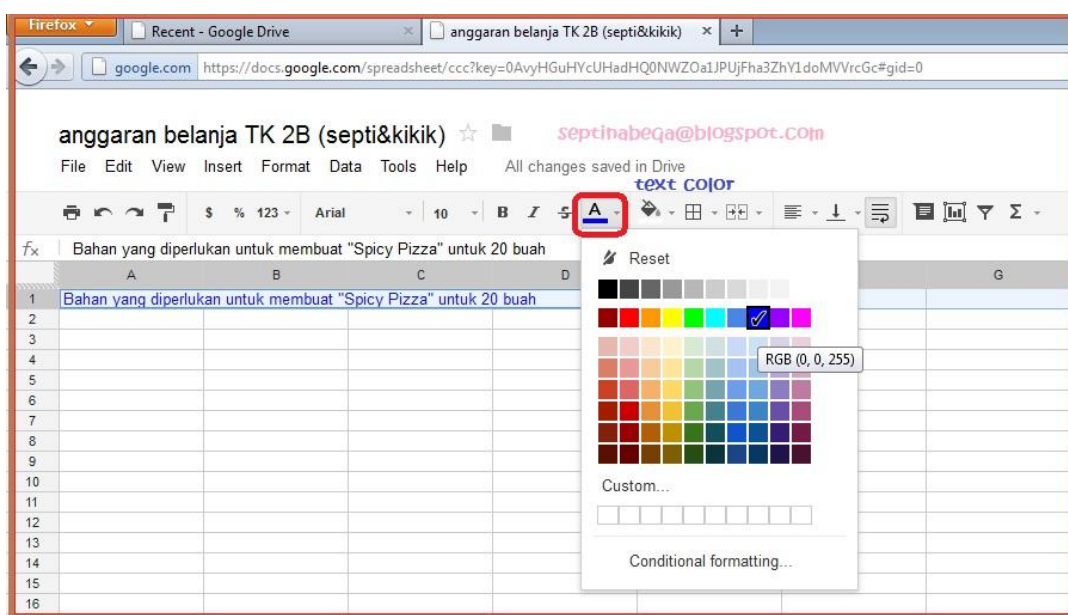 Firefox
Recent - Google Drive
anggaran belanja TK 2B (septi&kikik)
google.com https://docs.google.com/spreadsheet/ccc?key=0AvyHGuHYcUHadHQ0NWZOa1JPUjFha3ZhY1doMVVrcGc#gid=0
anggaran belanja TK 2B (septi&kikik) septinabega@blogspot.com
File Edit View Insert Format Data Tools Help All changes saved in Drive
text color
$ % 123 Arial 10 B I S A Σ
fx Bahan yang diperlukan untuk membuat "Spicy Pizza" untuk 20 buah
Reset
A B C D G
1 Bahan yang diperlukan untuk membuat "Spicy Pizza" untuk 20 buah
2
3
RGB (0, 0, 255)
4
5
6
7
8
9
10
Custom...
11
12
13
14
Conditional formatting...
15
16